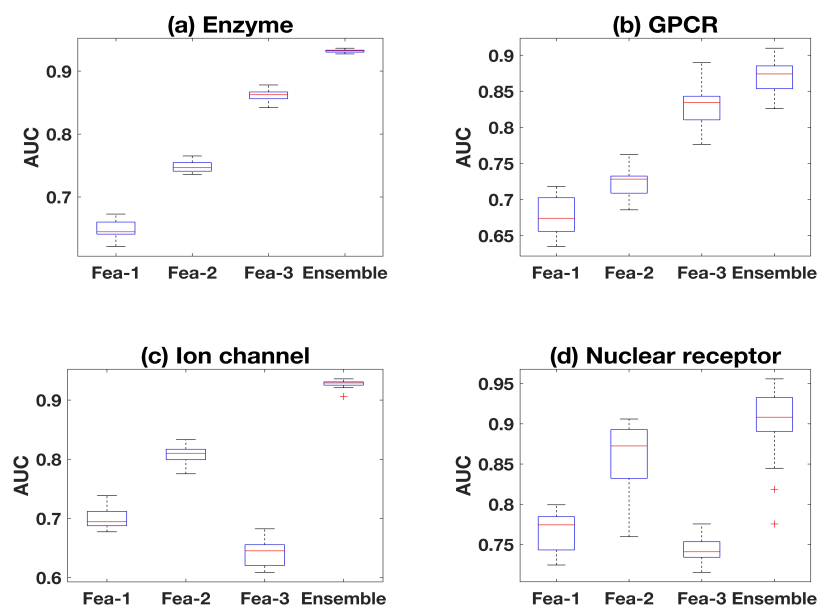 (a) Enzyme
AUC
0.9
0.8
0.7
Fea-1 Fea-2 Fea-3 Ensemble
(b) GPCR
AUC
0.9
0.85
0.8
0.75
0.7
0.65
Fea-1 Fea-2 Fea-3 Ensemble
(c) Ion channel
AUC
0.9
0.8
0.7
0.6
Fea-1 Fea-2 Fea-3 Ensemble
(d) Nuclear receptor
AUC
0.95
0.9
0.85
0.8
0.75
Fea-1 Fea-2 Fea-3 Ensemble